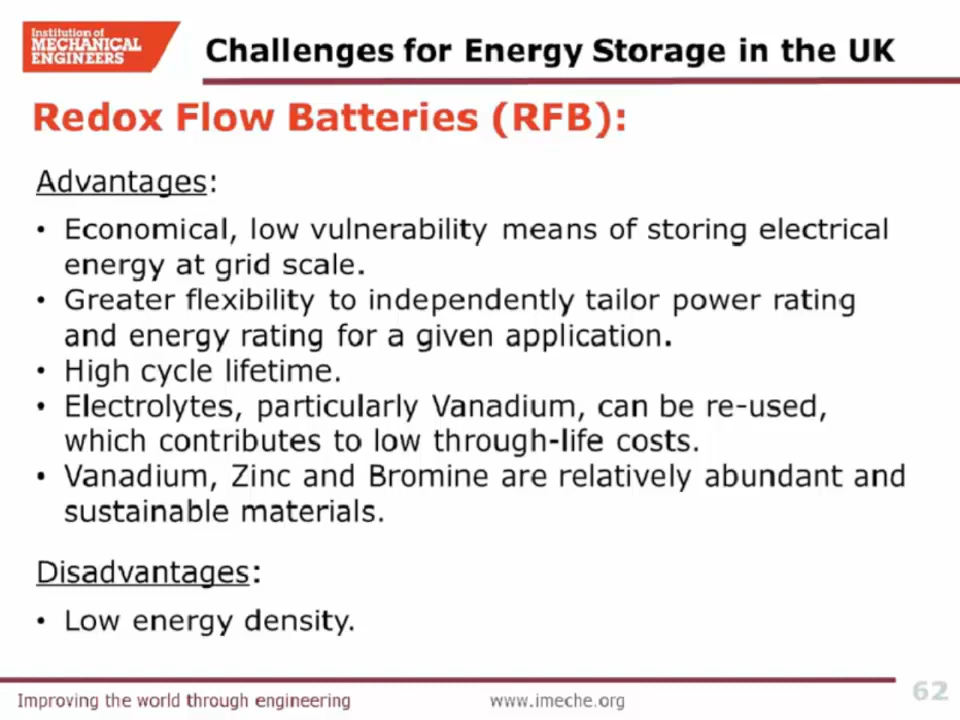 Institution of
MECHANICAL
ENGINEERS
Challenges for Energy Storage in the UK
Redox Flow Batteries (RFB):
Advantages:
• Economical, low vulnerability means of storing electrical
energy at grid scale.
• Greater flexibility to independently tailor power rating
and energy rating for a given application.
• High cycle lifetime.
• Electrolytes, particularly Vanadium, can be re-used,
which contributes to low through-life costs.
• Vanadium, Zinc and Bromine are relatively abundant and
sustainable materials.
Disadvantages:
• Low energy density.
Improving the world through engineering
www.imeche.org
62